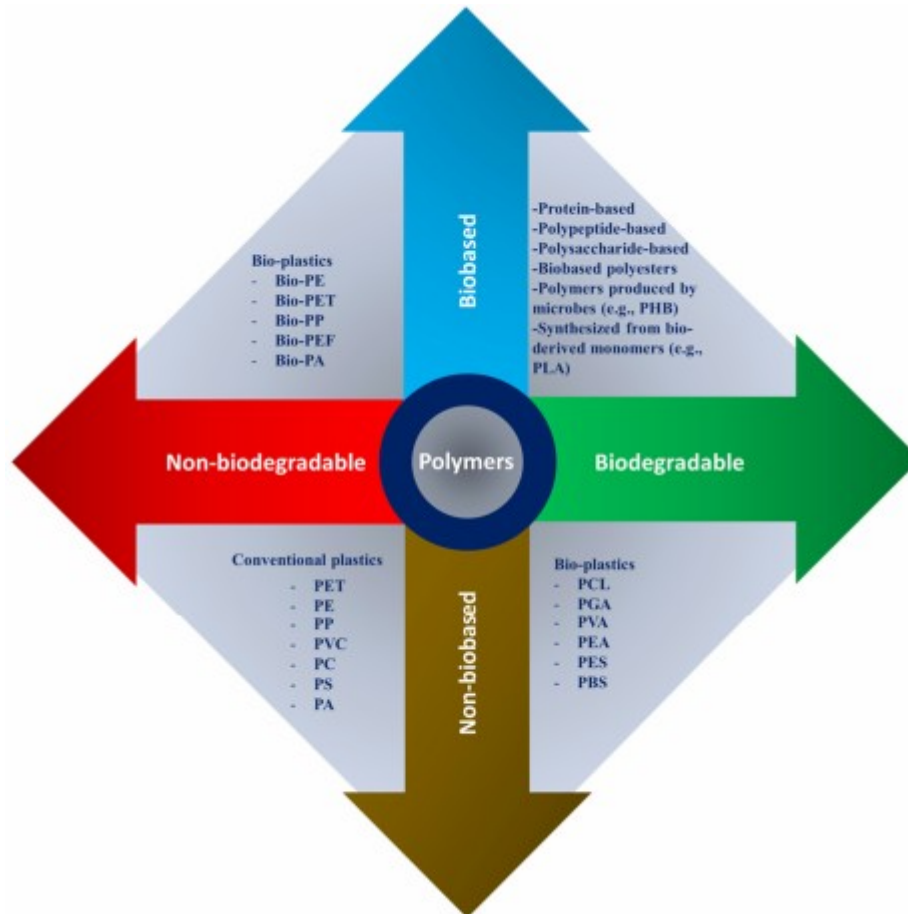 Biobased
Bio-plastics
- Bio-PE
- Bio-PET
- Bio-PP
- Bio-PEF
- Bio-PA
-Protein-based
-Polypeptide-based
-Polysaccharide-based
-Biobased polyesters
-Polymers produced by
microbes (e.g., PHB)
-Synthesized from bio-
derived monomers (e.g.,
PLA)
Non-biodegradable
Polymers
Biodegradable
Conventional plastics
- PET
- PE
- PP
- PVC
- PC
- PS
- PA
Non-biobased
Bio-plastics
- PCL
- PGA
- PVA
- PEA
- PES
- PBS